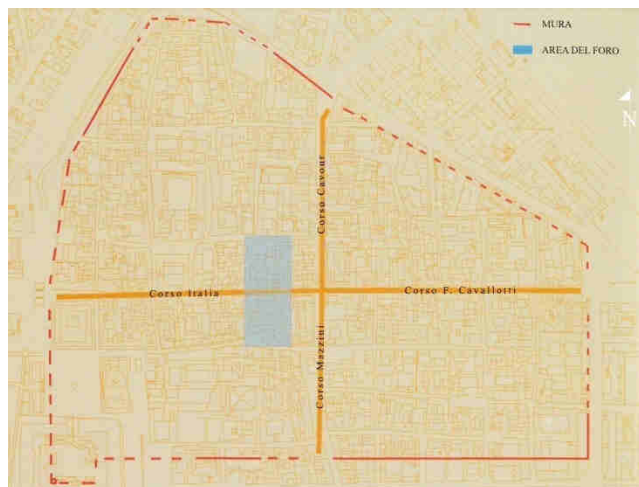 MURA
AREA DEL FORO
N
Corso Cavour
Corso Italia
Corso F. Cavallotti
Corso Mazzini